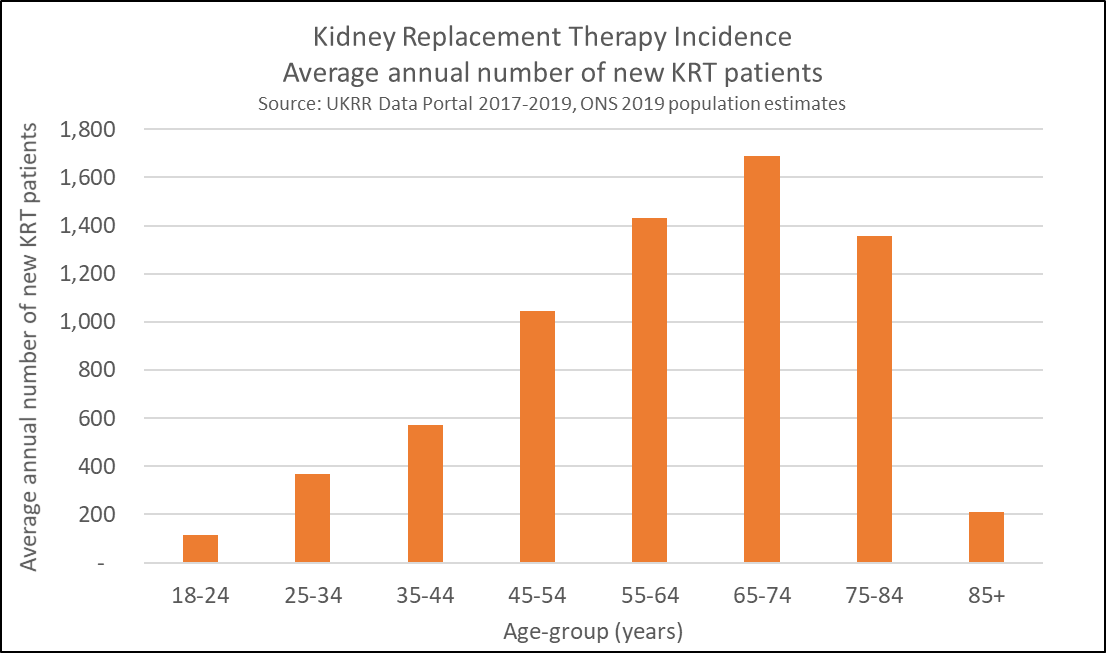 Kidney Replacement Therapy Incidence
Average annual number of new KRT patients
Source: UKRR Data Portal 2017-2019, ONS 2019 population estimates
Average annual number of new KRT patients
1,800
1,600
1,400
1,200
1,000
800
600
400
200
-
18-24 25-34 35-44 45-54 55-64 65-74 75-84 85+
Age-group (years)